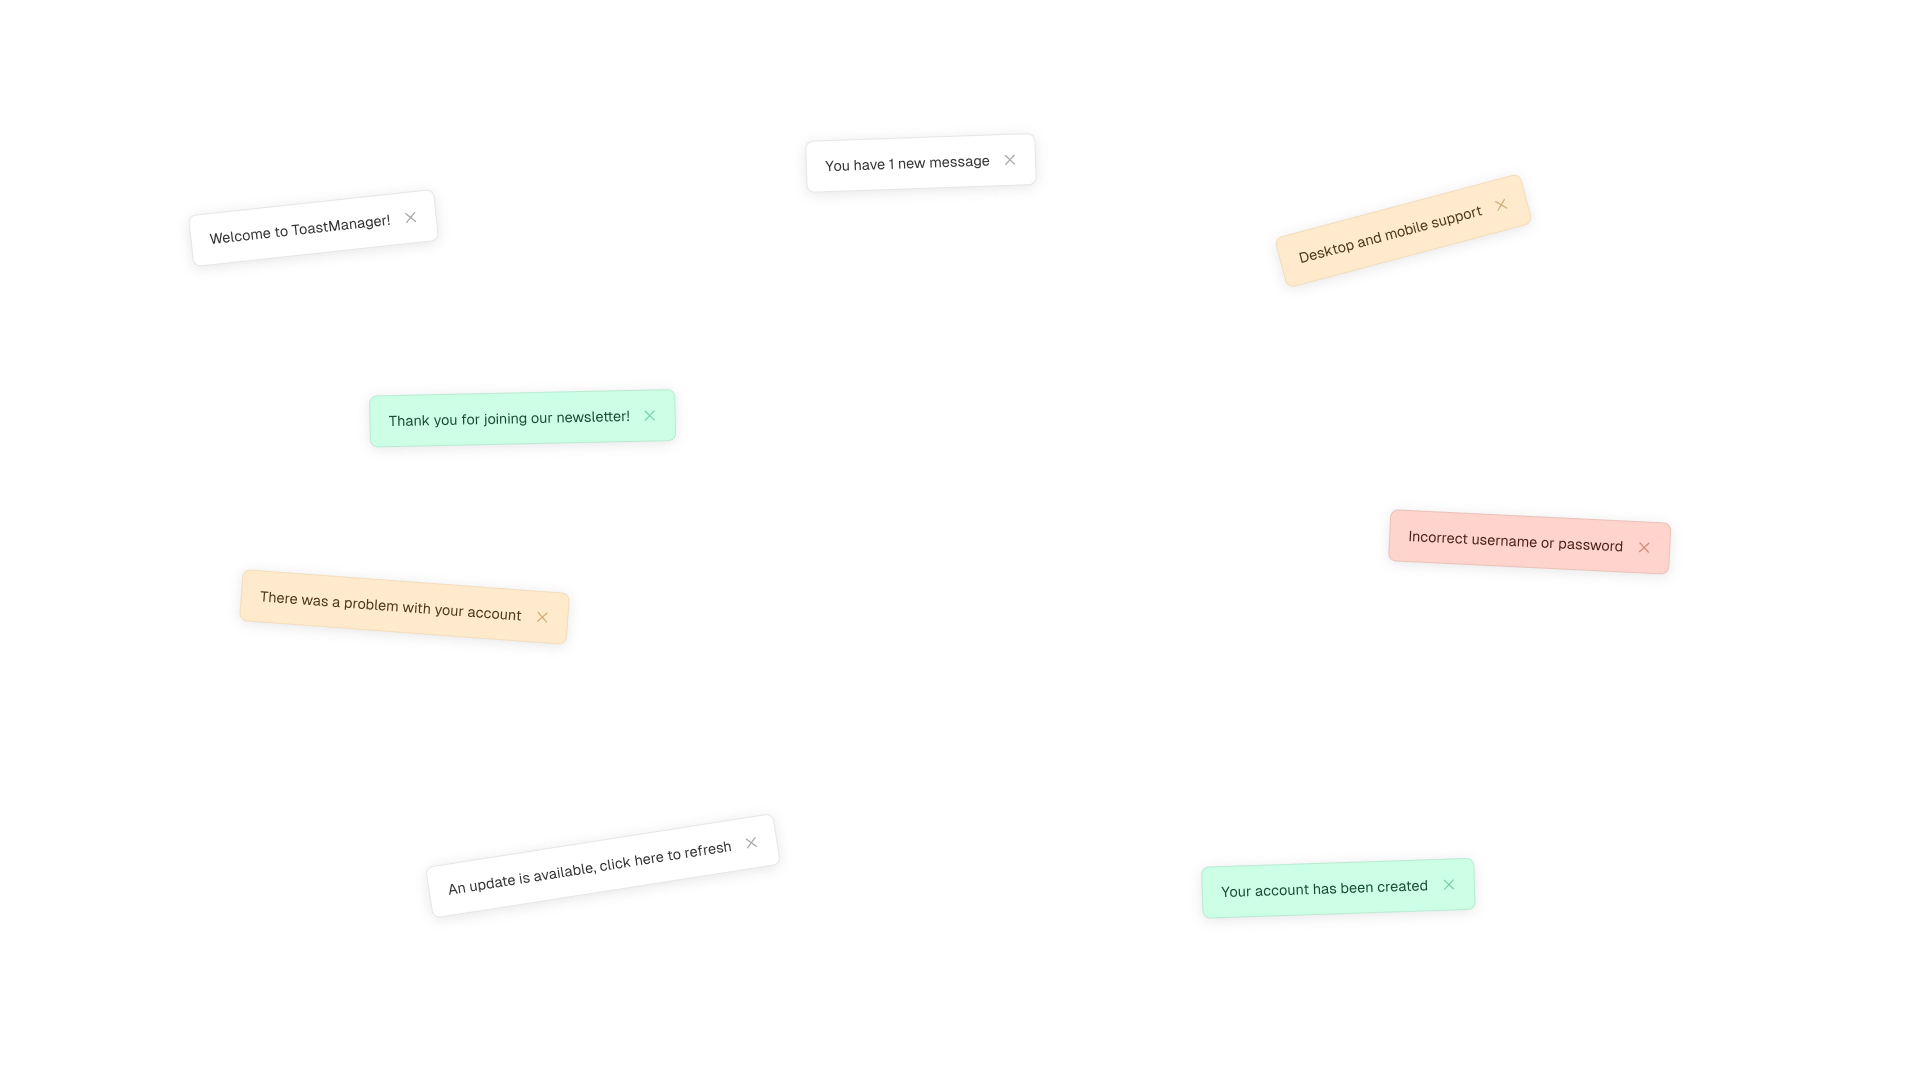 You have 1 new message
Welcome to ToastManager!
Desktop and mobile support
Thank you for joining our newsletter!
Incorrect username or password
There was a problem with your account
An update is available, click here to refresh
Your account has been created